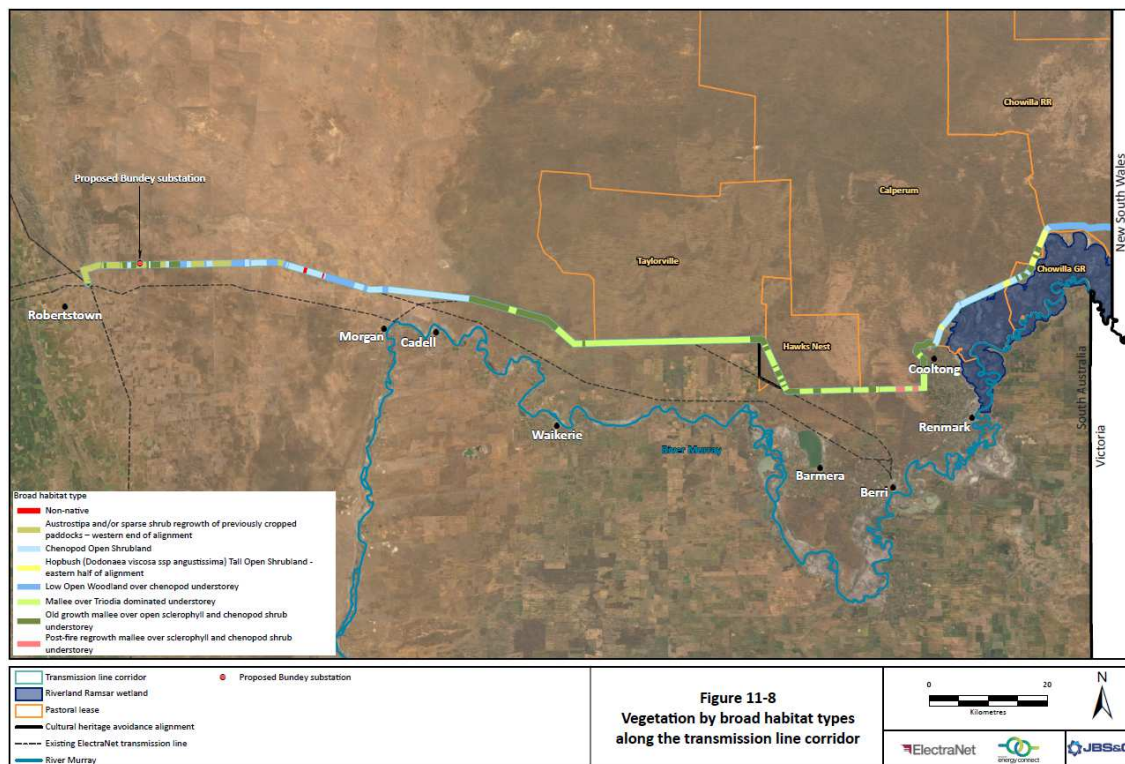 Chowilla RR
New South Wales
Proposed Bundey substation
Calperum
Taylorville
Chowilla GR
Robertstown
Morgan
Cadell
Hawks Nest
Cooltong
South Australia
Victoria
Renmark
Waikerie
River Murray
Barmera
Berri
Broad habitat type
Non-native
Austrostipa and/or sparse shrub regrowth of previously cropped
paddocks – western end of alignment
Chenopod Open Shrubland
Hopbush (Dodonaea viscosa ssp angustissima) Tall Open Shrubland -
eastern half of alignment
Low Open Woodland over chenopod understorey
Mallee over Triodia dominated understorey
Old growth mallee over open sclerophyll and chenopod shrub
understorey
Post-fire regrowth mallee over sclerophyll and chenopod shrub
understorey
Transmission line corridor
Proposed Bundey substation
Riverland Ramsar wetland
Pastoral lease
Cultural heritage avoidance alignment
Existing ElectraNet transmission line
River Murray
Figure 11-8
Vegetation by broad habitat types
along the transmission line corridor
0 20
Kilometres
N
ElectraNet
energy connect
JBS&G